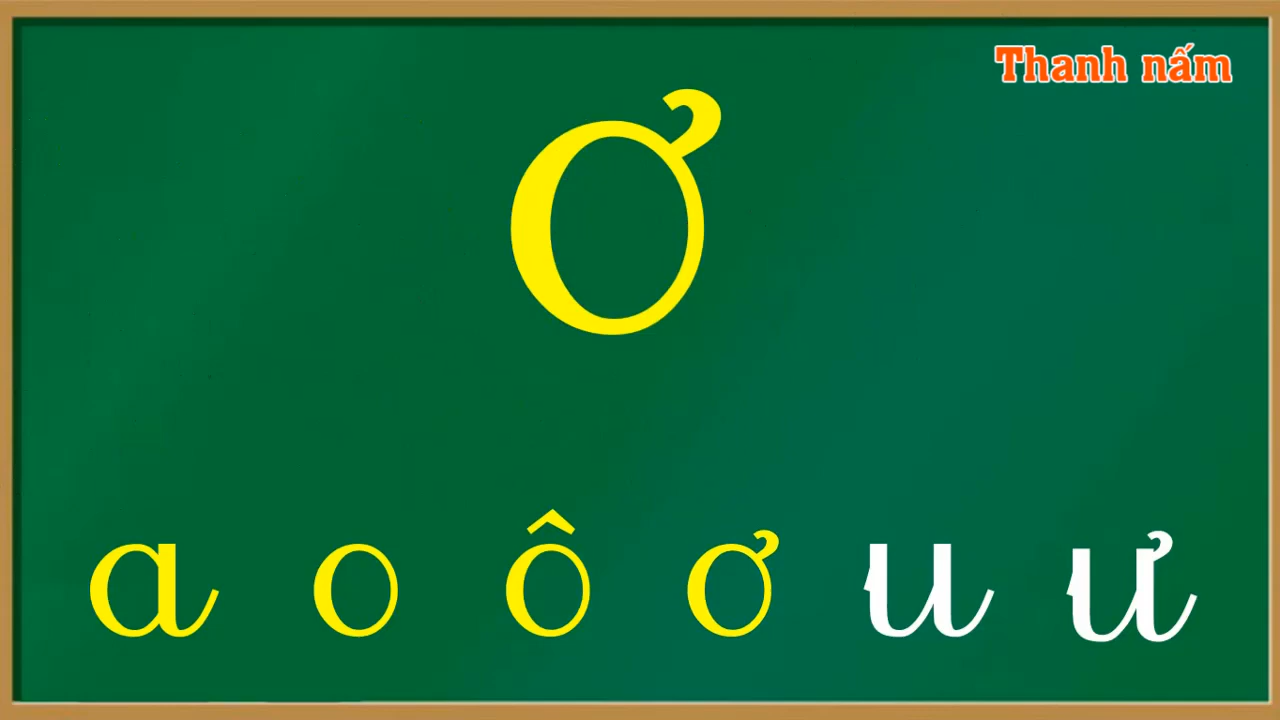 Thanh nấm
ơ
a o ô ơ u ư